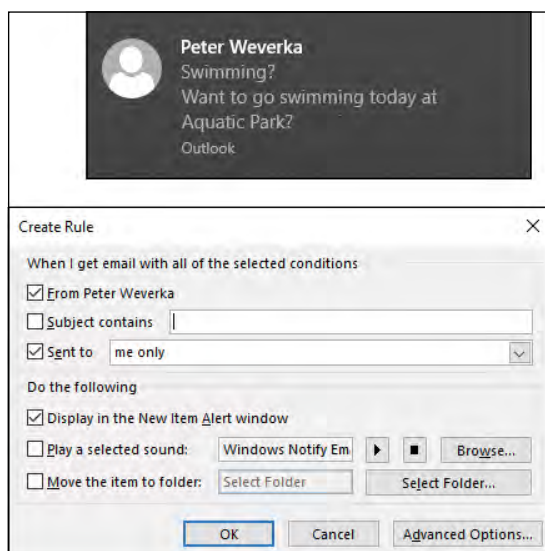 Peter Weverka
Swimming?
Want to go swimming today at
Aquatic Park?
Outlook
Create Rule
When I get email with all of the selected conditions
From Peter Weverka
Subject contains
Sent to me only
Do the following
Display in the New Item Alert window
Play a selected sound: Windows Notify Em Browse...
Move the item to folder: Select Folder Select Folder...
OK Cancel Advanced Options...